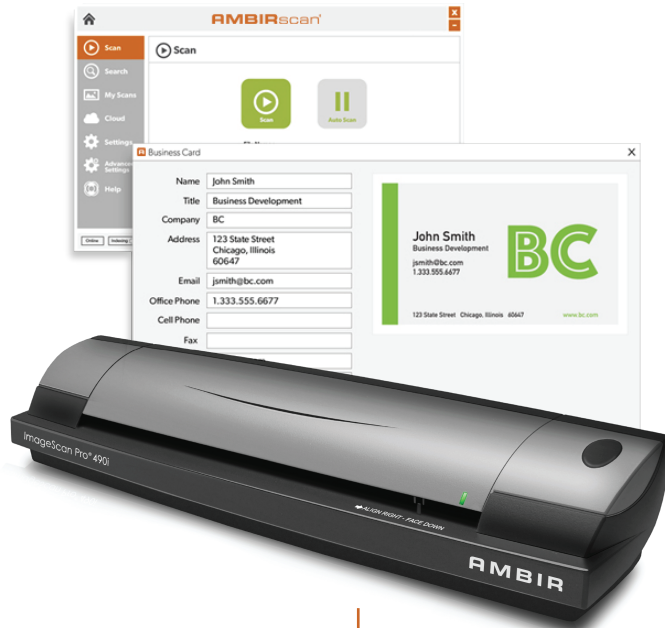 AMBIRscan®
X
–
Scan
Search
My Scans
Cloud
Settings
Advanced
Settings
Help
Online
Indexing
Scan
Scan
Auto Scan
Business Card
X
Name
John Smith
Title
Business Development
Company
BC
Address
123 State Street
Chicago, Illinois
60647
Email
jsmith@bc.com
Office Phone
1.333.555.6677
Cell Phone
Fax
John Smith
Business Development
jsmith@bc.com
1.333.555.6677
BC
123 State Street Chicago, Illinois 60647
www.bc.com
ImageScan Pro® 490i
ALIGN RIGHT - FACE DOWN
AMBIR